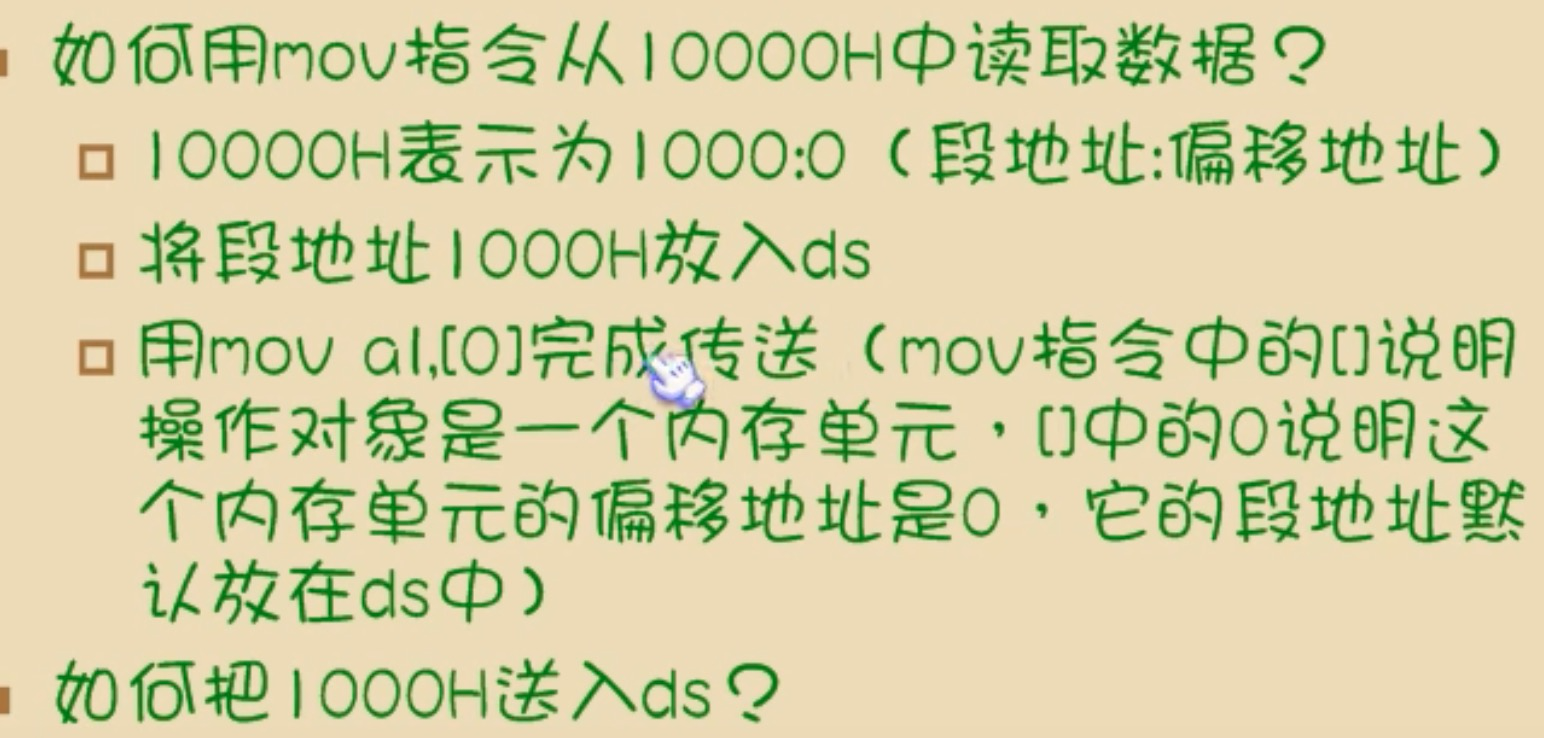 如何用mov指令从10000H中读取数据？
10000H表示为1000:0（段地址:偏移地址）
将段地址1000H放入ds
用mov al,[0]完成传送（mov指令中的[]说明
操作对象是一个内存单元，[]中的0说明这
个内存单元的偏移地址是0，它的段地址默
认放在ds中）
如何把1000H送入ds？